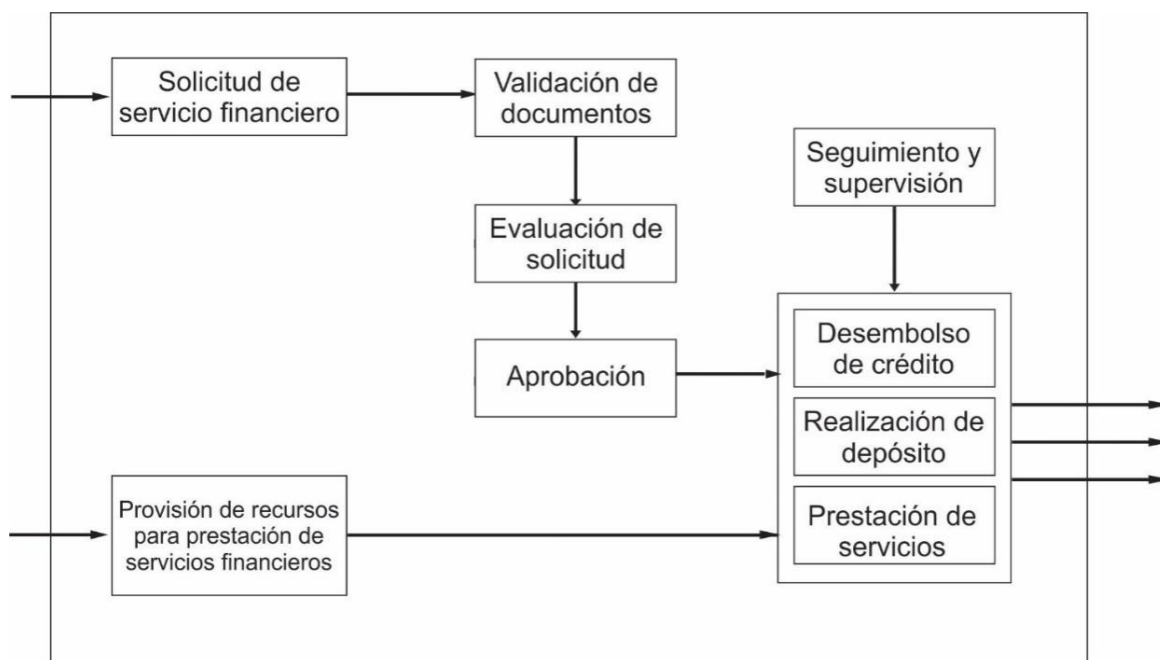 Solicitud de
servicio financiero
Validación de
documentos
Seguimiento y
supervisión
Evaluación de
solicitud
Aprobación
Desembolso
de crédito
Realización de
depósito
Prestación de
servicios
Provisión de recursos
para prestación de
servicios financieros